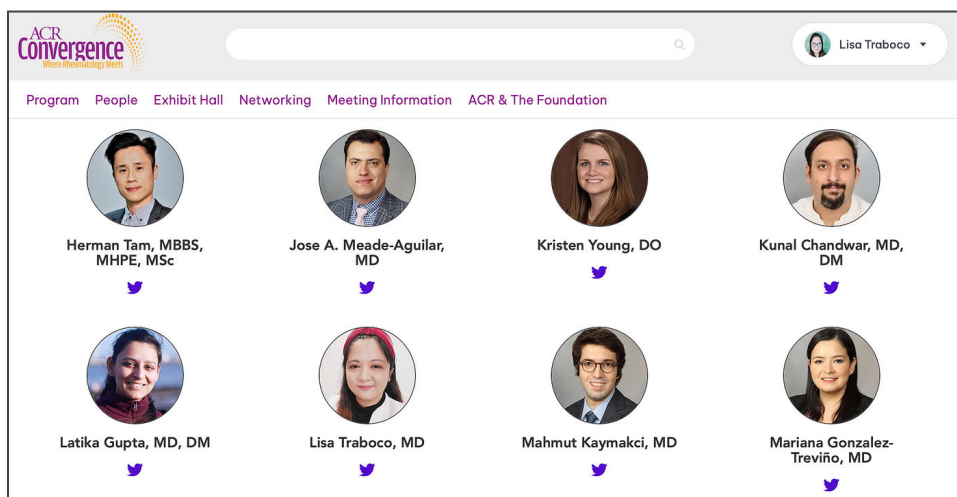 ACR
Convergence
Where Rheumatology Meets
Lisa Traboco
Program People Exhibit Hall Networking Meeting Information ACR & The Foundation
Herman Tam, MBBS,
MHPE, MSc
Jose A. Meade-Aguilar,
MD
Kristen Young, DO
Kunal Chandwar, MD,
DM
Latika Gupta, MD, DM
Lisa Traboco, MD
Mahmut Kaymakci, MD
Mariana Gonzalez-
Treviño, MD